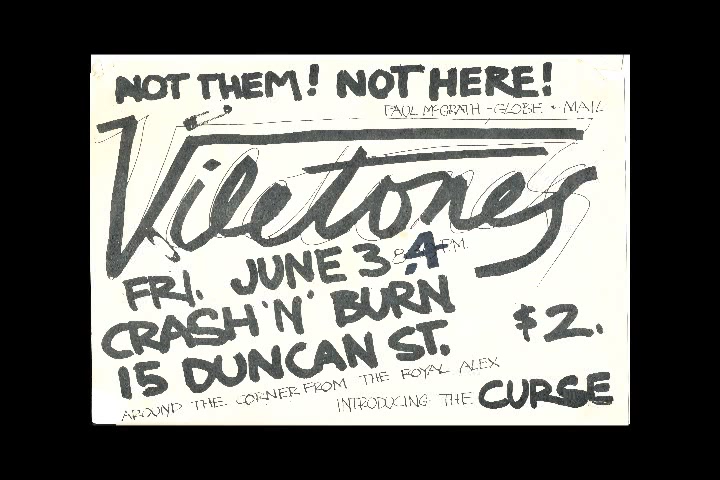 NOT THEM! NOT HERE!
PAUL McGRATH - GLOBE + MAIL
Viletones
FRI. JUNE 3.4
PM
CRASH 'N' BURN
$2.
15 DUNCAN ST.
AROUND THE CORNER FROM THE ROYAL ALEX
INTRODUCING THE CURSE